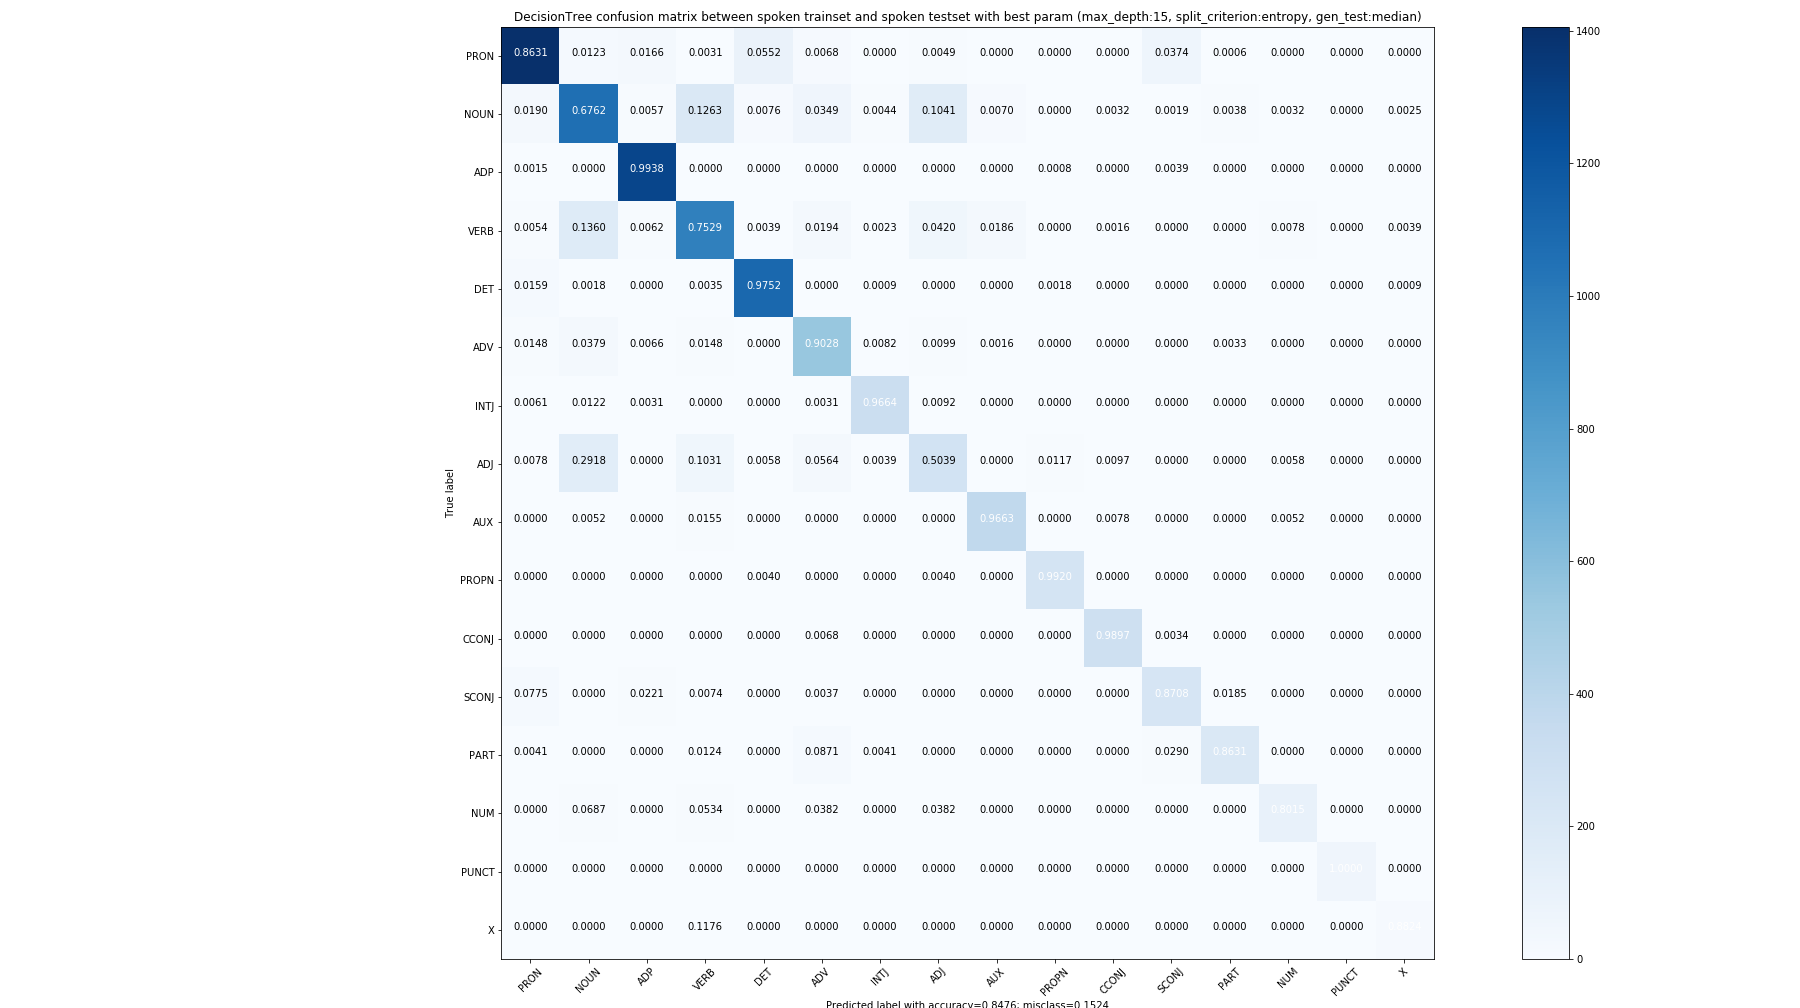 DecisionTree confusion matrix between spoken trainset and spoken testset with best param (max_depth:15, split_criterion:entropy, gen_test:median)
PRON 0.8631 0.0123 0.0166 0.0031 0.0552 0.0068 0.0000 0.0049 0.0000 0.0000 0.0000 0.0374 0.0006 0.0000 0.0000 0.0000
NOUN 0.0190 0.6762 0.0057 0.1263 0.0076 0.0349 0.0044 0.1041 0.0070 0.0000 0.0032 0.0019 0.0038 0.0032 0.0000 0.0025
ADP 0.0015 0.0000 0.9938 0.0000 0.0000 0.0000 0.0000 0.0000 0.0000 0.0008 0.0000 0.0039 0.0000 0.0000 0.0000 0.0000
VERB 0.0054 0.1360 0.0062 0.7529 0.0039 0.0194 0.0023 0.0420 0.0186 0.0000 0.0016 0.0000 0.0000 0.0078 0.0000 0.0039
DET 0.0159 0.0018 0.0000 0.0035 0.9752 0.0000 0.0009 0.0000 0.0000 0.0018 0.0000 0.0000 0.0000 0.0000 0.0000 0.0009
ADV 0.0148 0.0379 0.0066 0.0148 0.0000 0.9028 0.0082 0.0099 0.0016 0.0000 0.0000 0.0000 0.0033 0.0000 0.0000 0.0000
INTJ 0.0061 0.0122 0.0031 0.0000 0.0000 0.0031 0.9664 0.0092 0.0000 0.0000 0.0000 0.0000 0.0000 0.0000 0.0000 0.0000
ADJ 0.0078 0.2918 0.0000 0.1031 0.0058 0.0564 0.0039 0.5039 0.0000 0.0117 0.0097 0.0000 0.0000 0.0058 0.0000 0.0000
AUX 0.0000 0.0052 0.0000 0.0155 0.0000 0.0000 0.0000 0.0000 0.9663 0.0000 0.0078 0.0000 0.0000 0.0052 0.0000 0.0000
PROPN 0.0000 0.0000 0.0000 0.0000 0.0040 0.0000 0.0000 0.0040 0.0000 0.9920 0.0000 0.0000 0.0000 0.0000 0.0000 0.0000
CCONJ 0.0000 0.0000 0.0000 0.0000 0.0000 0.0068 0.0000 0.0000 0.0000 0.0000 0.9897 0.0034 0.0000 0.0000 0.0000 0.0000
SCONJ 0.0775 0.0000 0.0221 0.0074 0.0000 0.0037 0.0000 0.0000 0.0000 0.0000 0.0000 0.8708 0.0185 0.0000 0.0000 0.0000
PART 0.0041 0.0000 0.0000 0.0124 0.0000 0.0871 0.0041 0.0000 0.0000 0.0000 0.0000 0.0290 0.8631 0.0000 0.0000 0.0000
NUM 0.0000 0.0687 0.0000 0.0534 0.0000 0.0382 0.0000 0.0382 0.0000 0.0000 0.0000 0.0000 0.0000 0.8015 0.0000 0.0000
PUNCT 0.0000 0.0000 0.0000 0.0000 0.0000 0.0000 0.0000 0.0000 0.0000 0.0000 0.0000 0.0000 0.0000 0.0000 1.0000 0.0000
X 0.0000 0.0000 0.0000 0.1176 0.0000 0.0000 0.0000 0.0000 0.0000 0.0000 0.0000 0.0000 0.0000 0.0000 0.0000
True label
PRON NOUN ADP VERB DET ADV INTJ ADJ AUX PROPN CCONJ SCONJ PART NUM PUNCT X
Predicted label with accuracy=0.8476; misclass=0.1524
1400
1200
1000
800
600
400
200
0